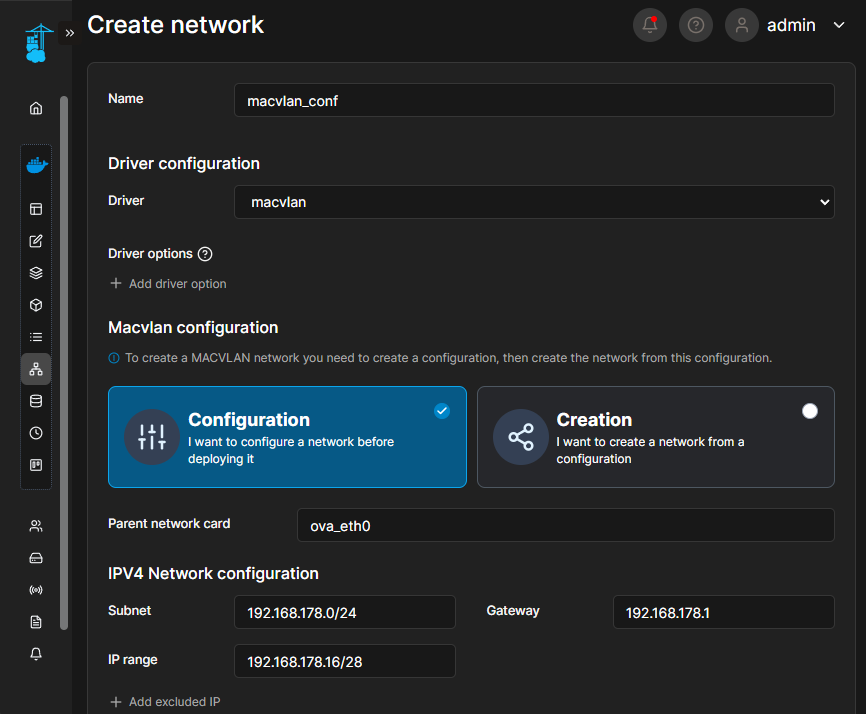 Create network
admin
Name
macvlan_conf
Driver configuration
Driver
macvlan
Driver options
Add driver option
Macvlan configuration
To create a MACVLAN network you need to create a configuration, then create the network from this configuration.
Configuration
I want to configure a network before
deploying it
Creation
I want to create a network from a
configuration
Parent network card
ova_eth0
IPV4 Network configuration
Subnet
192.168.178.0/24
Gateway
192.168.178.1
IP range
192.168.178.16/28
Add excluded IP